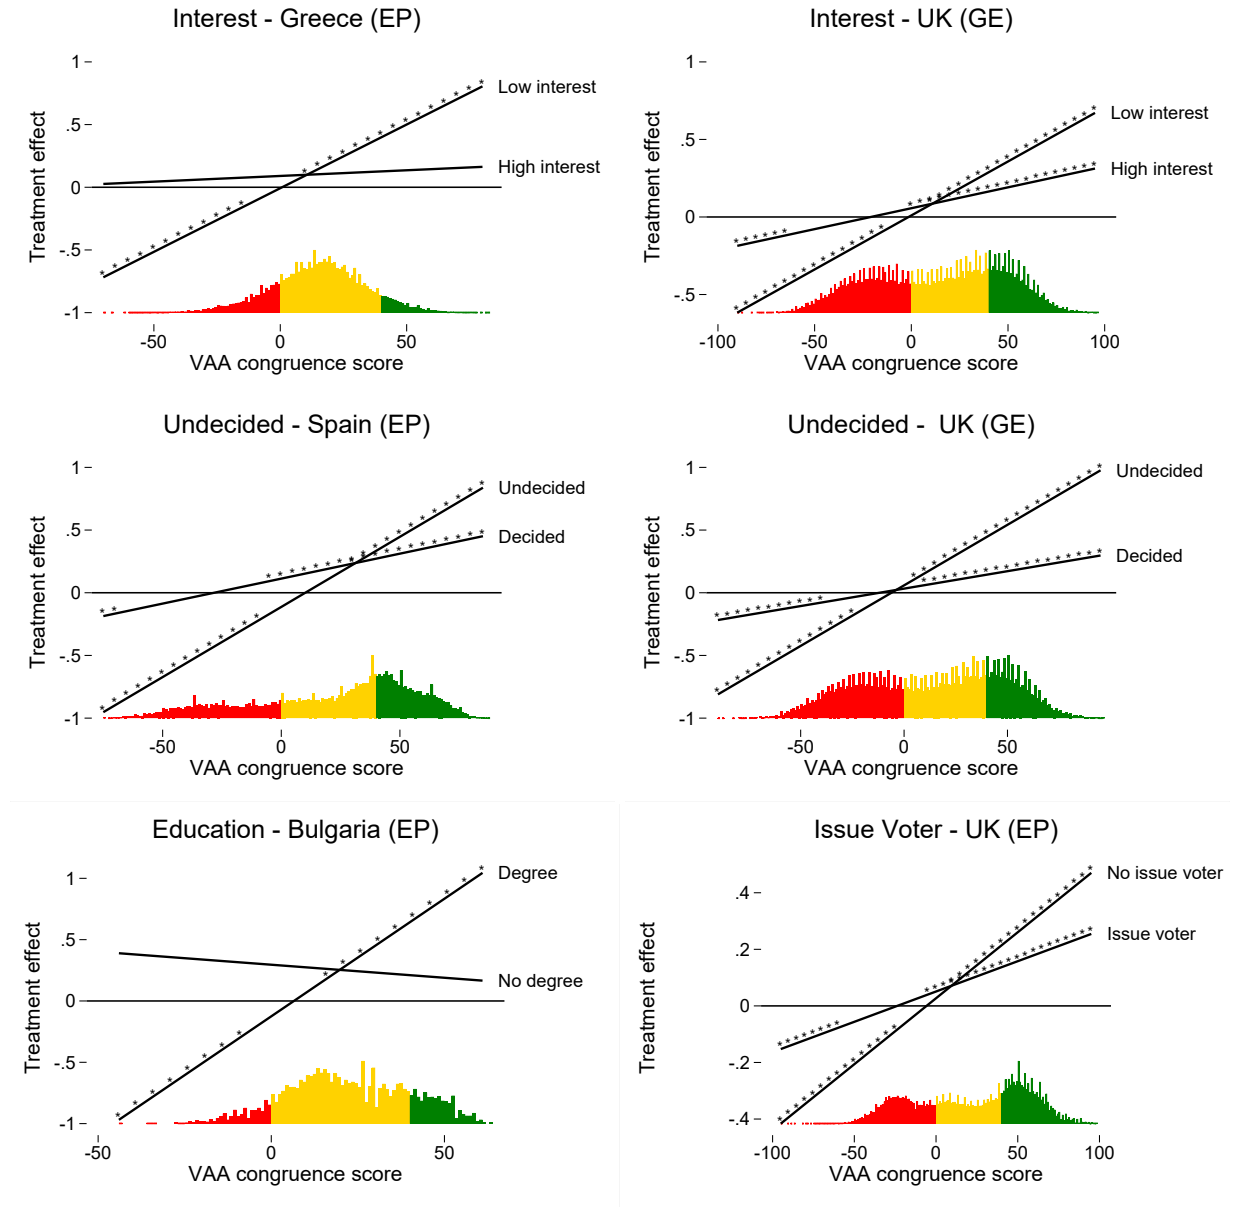 Interest - Greece (EP)
1
.5
0
-.5
-1
Treatment effect
Low interest
High interest
-50
0
50
VAA congruence score
Interest - UK (GE)
1
.5
0
-.5
Treatment effect
Low interest
High interest
-100
-50
0
50
100
VAA congruence score
Undecided - Spain (EP)
1
.5
0
-.5
-1
Treatment effect
Undecided
Decided
-50
0
50
VAA congruence score
Undecided - UK (GE)
1
.5
0
-.5
-1
Treatment effect
Undecided
Decided
-50
0
50
VAA congruence score
Education - Bulgaria (EP)
1
.5
0
-.5
-1
Treatment effect
Degree
No degree
-50
0
50
VAA congruence score
Issue Voter - UK (EP)
.4
.2
0
-.2
-.4
Treatment effect
No issue voter
Issue voter
-100
-50
0
50
100
VAA congruence score